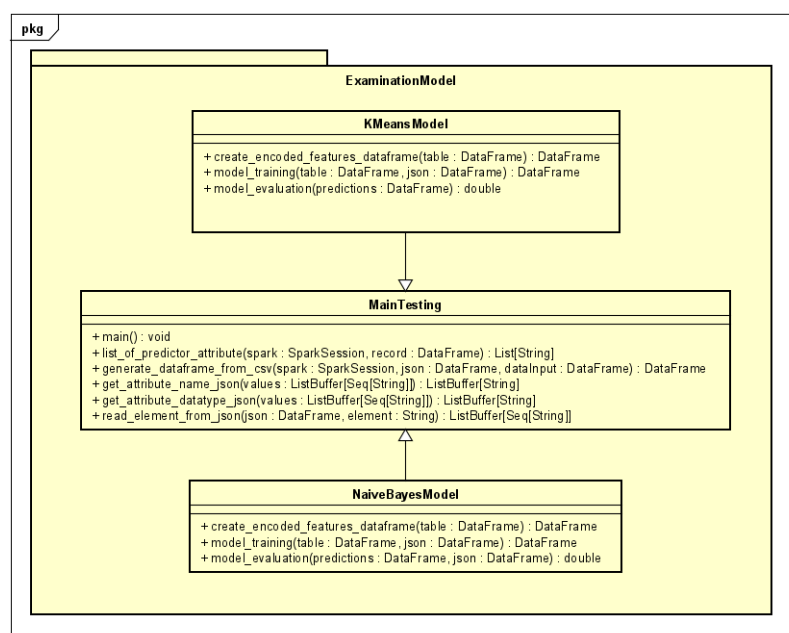 pkg
ExaminationModel
KMeansModel
+ create_encoded_features_dataframe(table : DataFrame) : DataFrame
+ model_training(table : DataFrame, json : DataFrame) : DataFrame
+ model_evaluation(predictions : DataFrame) : double
MainTesting
+ main() : void
+ list_of_predictor_attribute(spark : SparkSession, record : DataFrame) : List[String]
+ generate_dataframe_from_csv(spark : SparkSession, json : DataFrame, dataInput : DataFrame) : DataFrame
+ get_attribute_name_json(values : ListBuffer[Seq[String]]) : ListBuffer[String]
+ get_attribute_datatype_json(values : ListBuffer[Seq[String]]) : ListBuffer[String]
+ read_element_from_json(json : DataFrame, element : String) : ListBuffer[Seq[String]]
NaiveBayesModel
+ create_encoded_features_dataframe(table : DataFrame) : DataFrame
+ model_training(table : DataFrame, json : DataFrame) : DataFrame
+ model_evaluation(predictions : DataFrame, json : DataFrame) : double